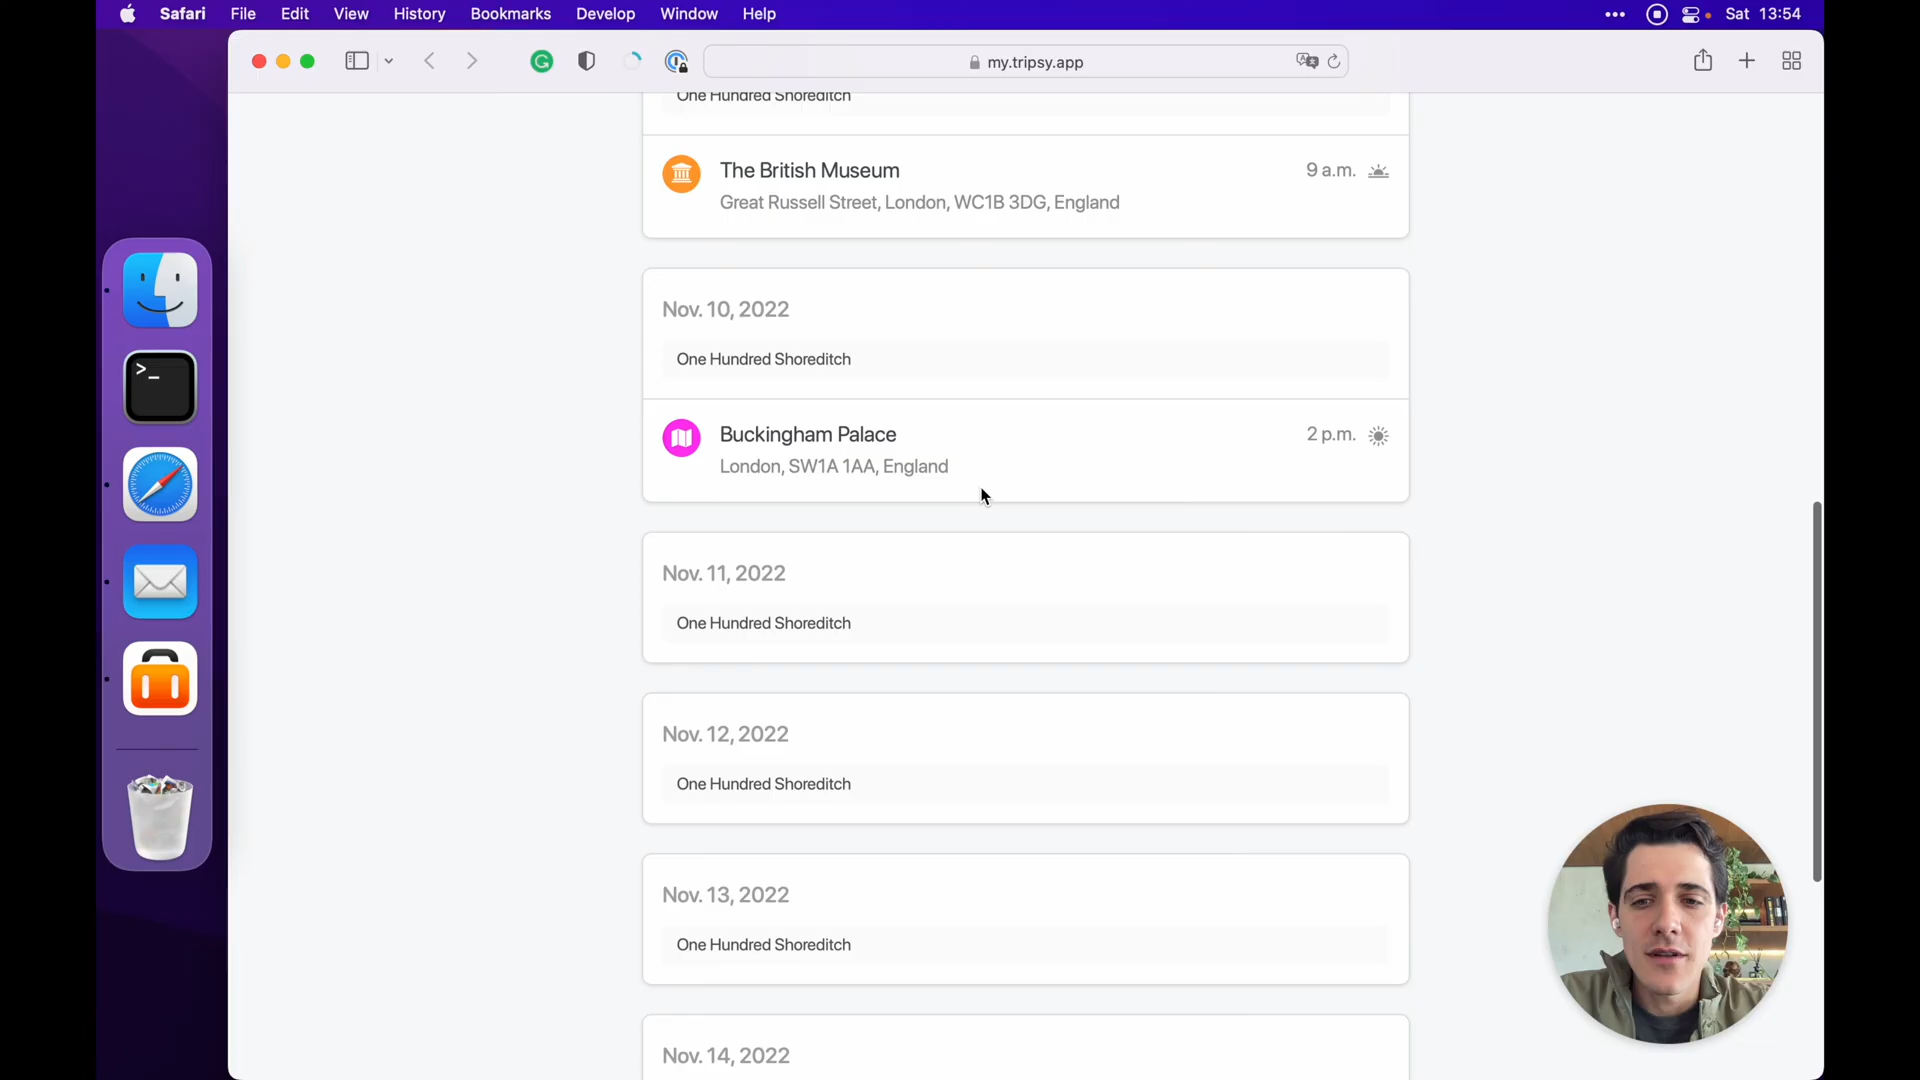 Safari File Edit View History Bookmarks Develop Window Help
Sat 13:54
my.tripsy.app
One Hundred Shoreditch
The British Museum
9 a.m.
Great Russell Street, London, WC1B 3DG, England
Nov. 10, 2022
One Hundred Shoreditch
Buckingham Palace
2 p.m.
London, SW1A 1AA, England
Nov. 11, 2022
One Hundred Shoreditch
Nov. 12, 2022
One Hundred Shoreditch
Nov. 13, 2022
One Hundred Shoreditch
Nov. 14, 2022